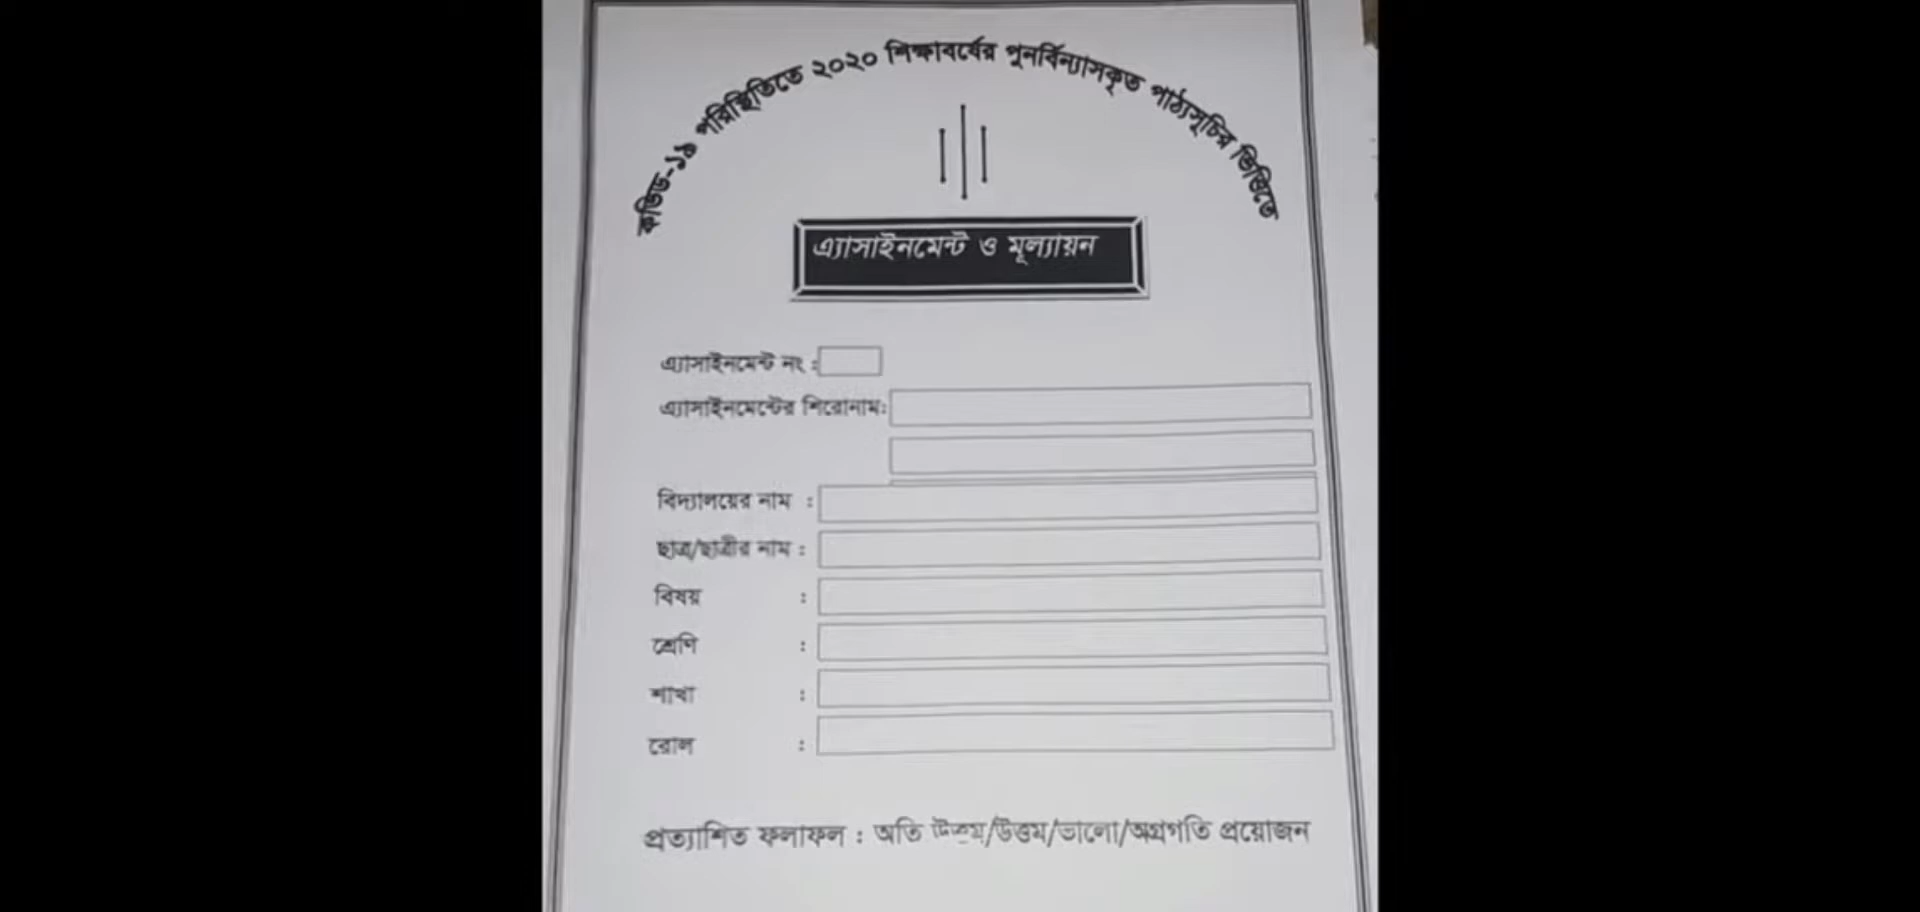 কভিড-১৯ পরিস্থিতিতে ২০২০ শিক্ষাবর্ষের পুনর্বিন্যাসকৃত পাঠ্যসূচির ভিত্তিতে
এ্যাসাইনমেন্ট ও মূল্যায়ন
এ্যাসাইনমেন্ট নং :
এ্যাসাইনমেন্টের শিরোনাম:
বিদ্যালয়ের নাম :
ছাত্র/ছাত্রীর নাম :
বিষয় :
শ্রেণি :
শাখা :
রোল :
প্রত্যাশিত ফলাফল : অতি উত্তম/উত্তম/ভালো/অগ্রগতি প্রয়োজন